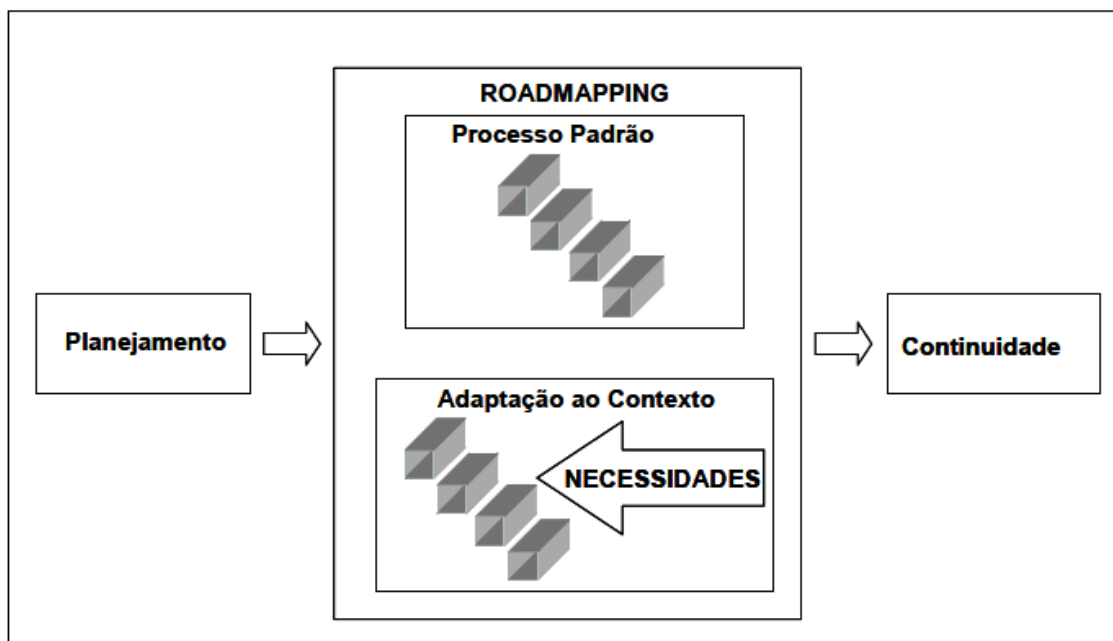 ROADMAPPING
Processo Padrão
Planejamento
Continuidade
Adaptação ao Contexto
NECESSIDADES